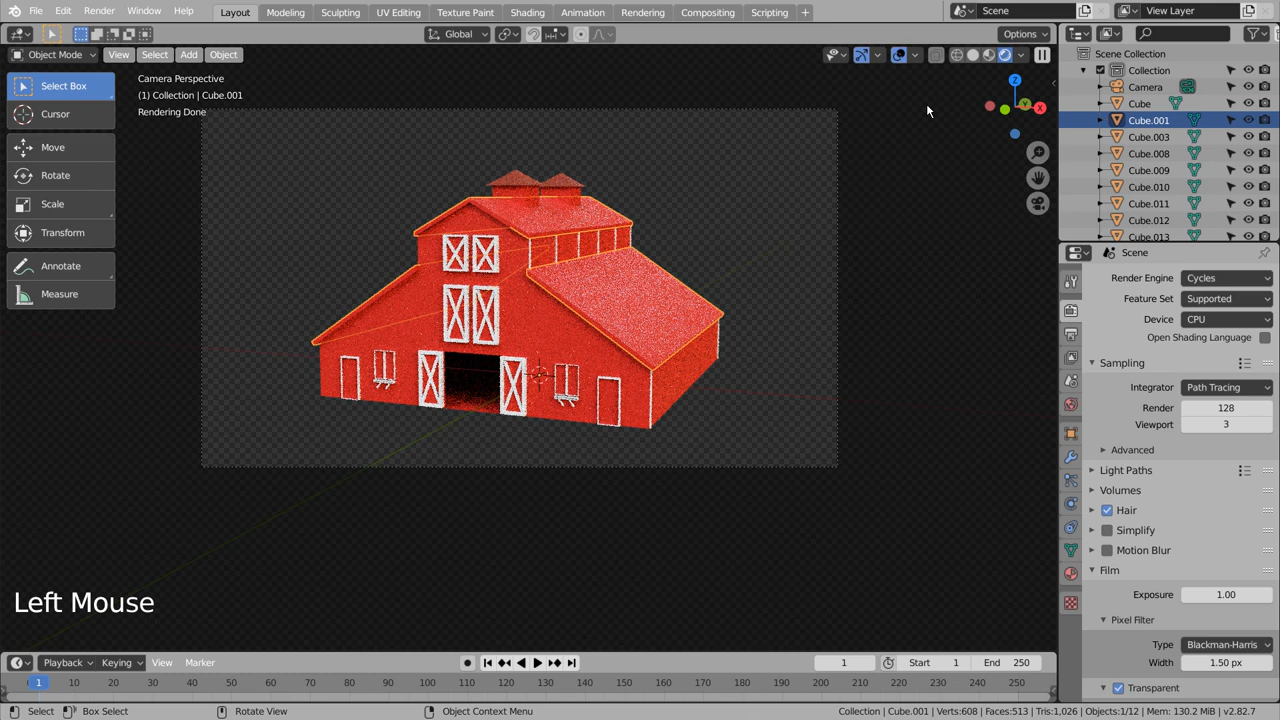 File Edit Render Window Help Layout Modeling Sculpting UV Editing Texture Paint Shading Animation Rendering Compositing Scripting + Scene View Layer
Global Options
Object Mode View Select Add Object
Scene Collection
Collection
Camera
Cube
Cube.001
Cube.003
Cube.008
Cube.009
Cube.010
Cube.011
Cube.012
Cube.013
Select Box
Cursor
Move
Rotate
Scale
Transform
Annotate
Measure
Camera Perspective
(1) Collection | Cube.001
Rendering Done
Z
Y
X
Scene
Render Engine Cycles
Feature Set Supported
Device CPU
Open Shading Language
Sampling
Integrator Path Tracing
Render 128
Viewport 3
Advanced
Light Paths
Volumes
Hair
Simplify
Motion Blur
Film
Exposure 1.00
Pixel Filter
Type Blackman-Harris
Width 1.50 px
Transparent
Left Mouse
Playback Keying View Marker 1 Start 1 End 250
1 10 20 30 40 50 60 70 80 90 100 110 120 130 140 150 160 170 180 190 200 210 220 230 240 250
Select Box Select Rotate View Object Context Menu Collection | Cube.001 | Verts:608 | Faces:513 | Tris:1,026 | Objects:1/12 | Mem: 130.2 MiB | v2.82.7